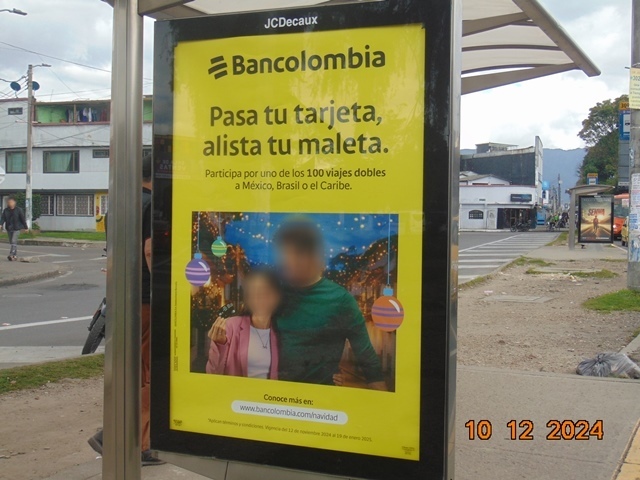 JCDecaux
Bancolombia
Pasa tu tarjeta,
alista tu maleta.
Participa por uno de los 100 viajes dobles
a México, Brasil o el Caribe.
Conoce más en:
www.bancolombia.com/navidad
10 12 2024